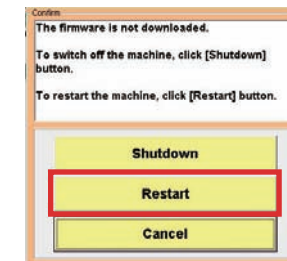 Confirm
The firmware is not downloaded.
To switch off the machine, click [Shutdown]
button.
To restart the machine, click [Restart] button.
Shutdown
Restart
Cancel